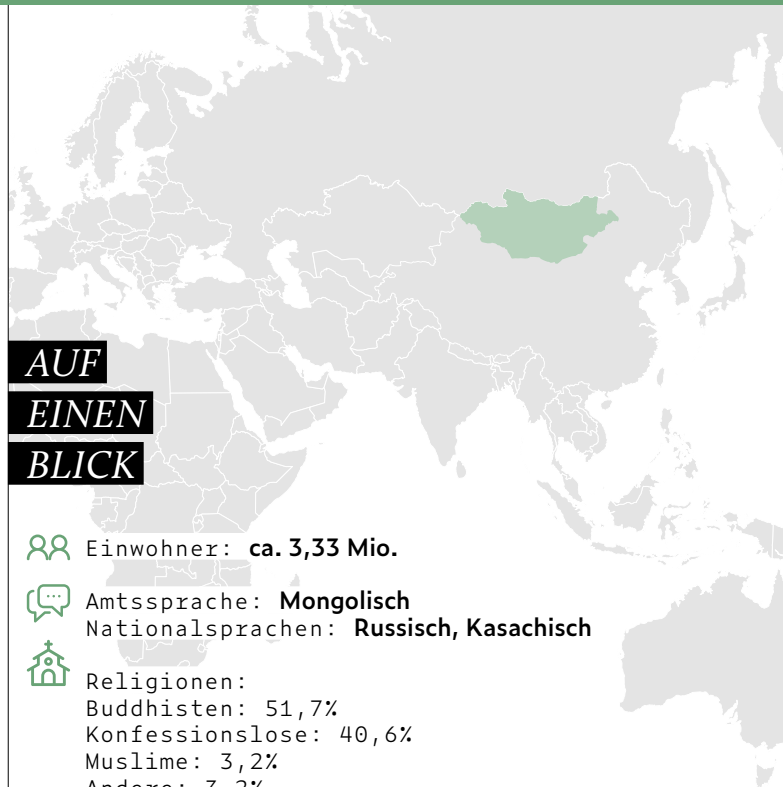 AUF
EINEN
BLICK
Einwohner: ca. 3,33 Mio.
Amtssprache: Mongolisch
Nationalsprachen: Russisch, Kasachisch
Religionen:
Buddhisten: 51,7%
Konfessionslose: 40,6%
Muslime: 3,2%